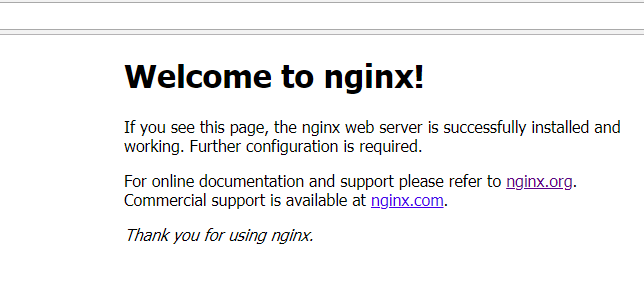 Welcome to nginx!
If you see this page, the nginx web server is successfully installed and
working. Further configuration is required.
For online documentation and support please refer to nginx.org.
Commercial support is available at nginx.com.
Thank you for using nginx.